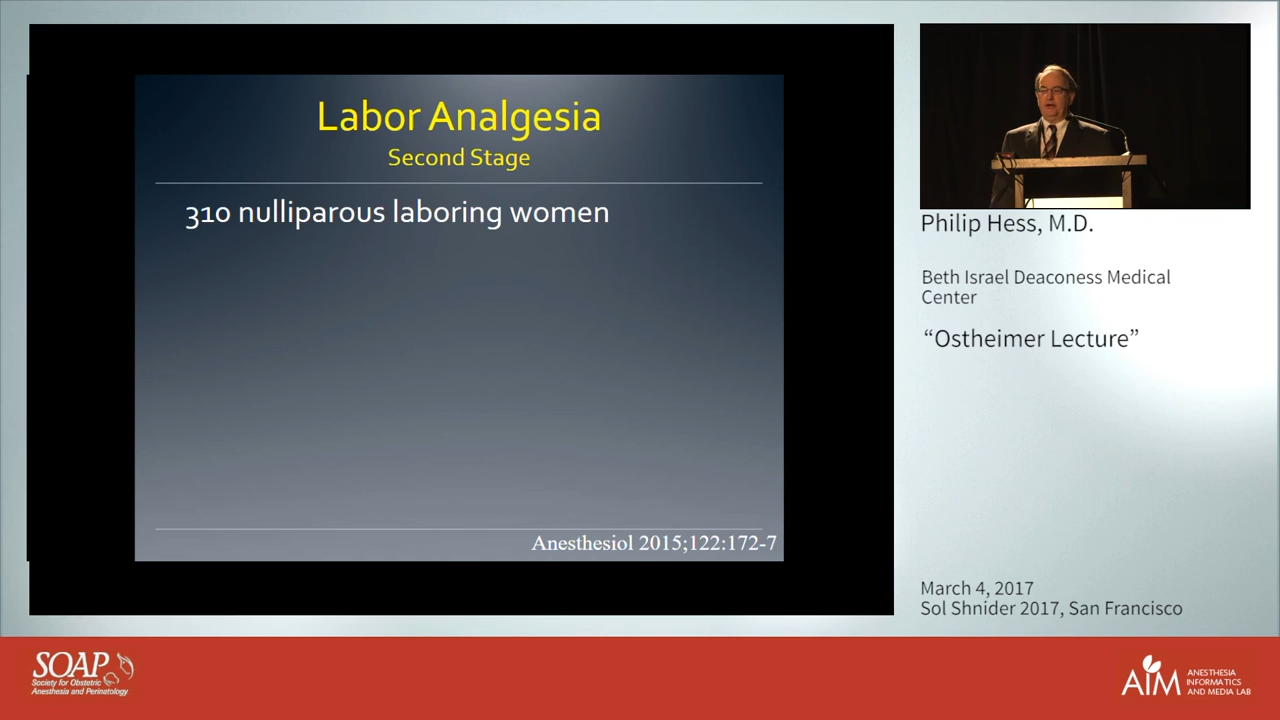 Labor Analgesia
Second Stage
310 nulliparous laboring women
Anesthesiol 2015;122:172-7
Philip Hess, M.D.
Beth Israel Deaconess Medical
Center
“Ostheimer Lecture”
March 4, 2017
Sol Shnider 2017, San Francisco
SOAP
Society for Obstetric
Anesthesia and Perinatology
AIM
ANESTHESIA
INFORMATICS
AND MEDIA LAB